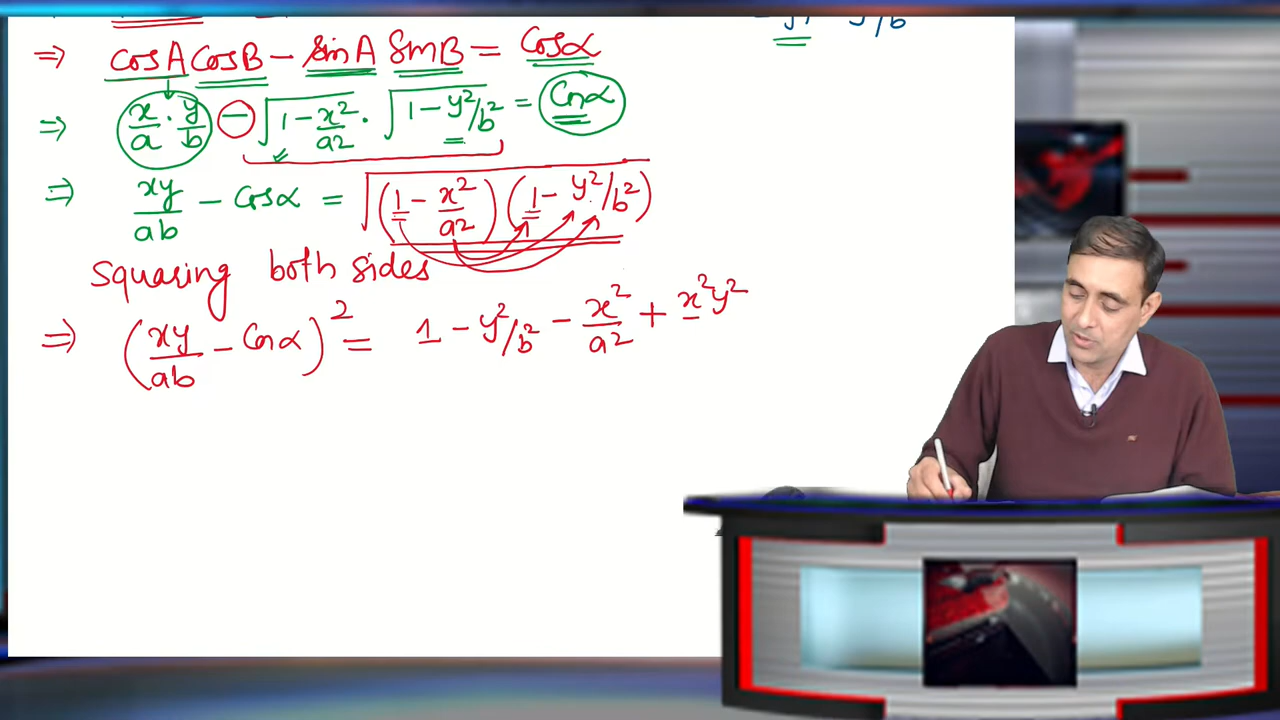 ⇒ cosA CosB − sinA SinB = Cosα
⇒ x/a · y/b − √(1 − x²/a²) · √(1 − y²/b²) = Cosα
⇒ xy/ab − Cosα = √((1 − x²/a²)(1 − y²/b²))
Squaring both sides
⇒ (xy/ab − Cosα)² = 1 − y²/b² − x²/a² + x²y²